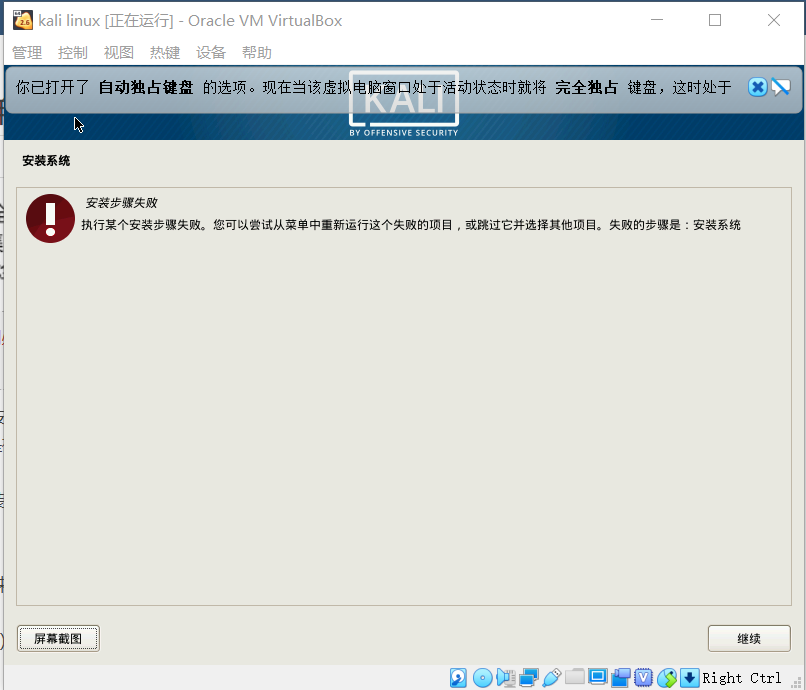 kali linux [正在运行] - Oracle VM VirtualBox
管理 控制 视图 热键 设备 帮助
你已打开了 自动独占键盘 的选项。现在当该虚拟电脑窗口处于活动状态时就将 完全独占 键盘，这时处于
KALI
BY OFFENSIVE SECURITY
安装系统
安装步骤失败
执行某个安装步骤失败。您可以尝试从菜单中重新运行这个失败的项目，或跳过它并选择其他项目。失败的步骤是：安装系统
屏幕截图 继续
Right Ctrl